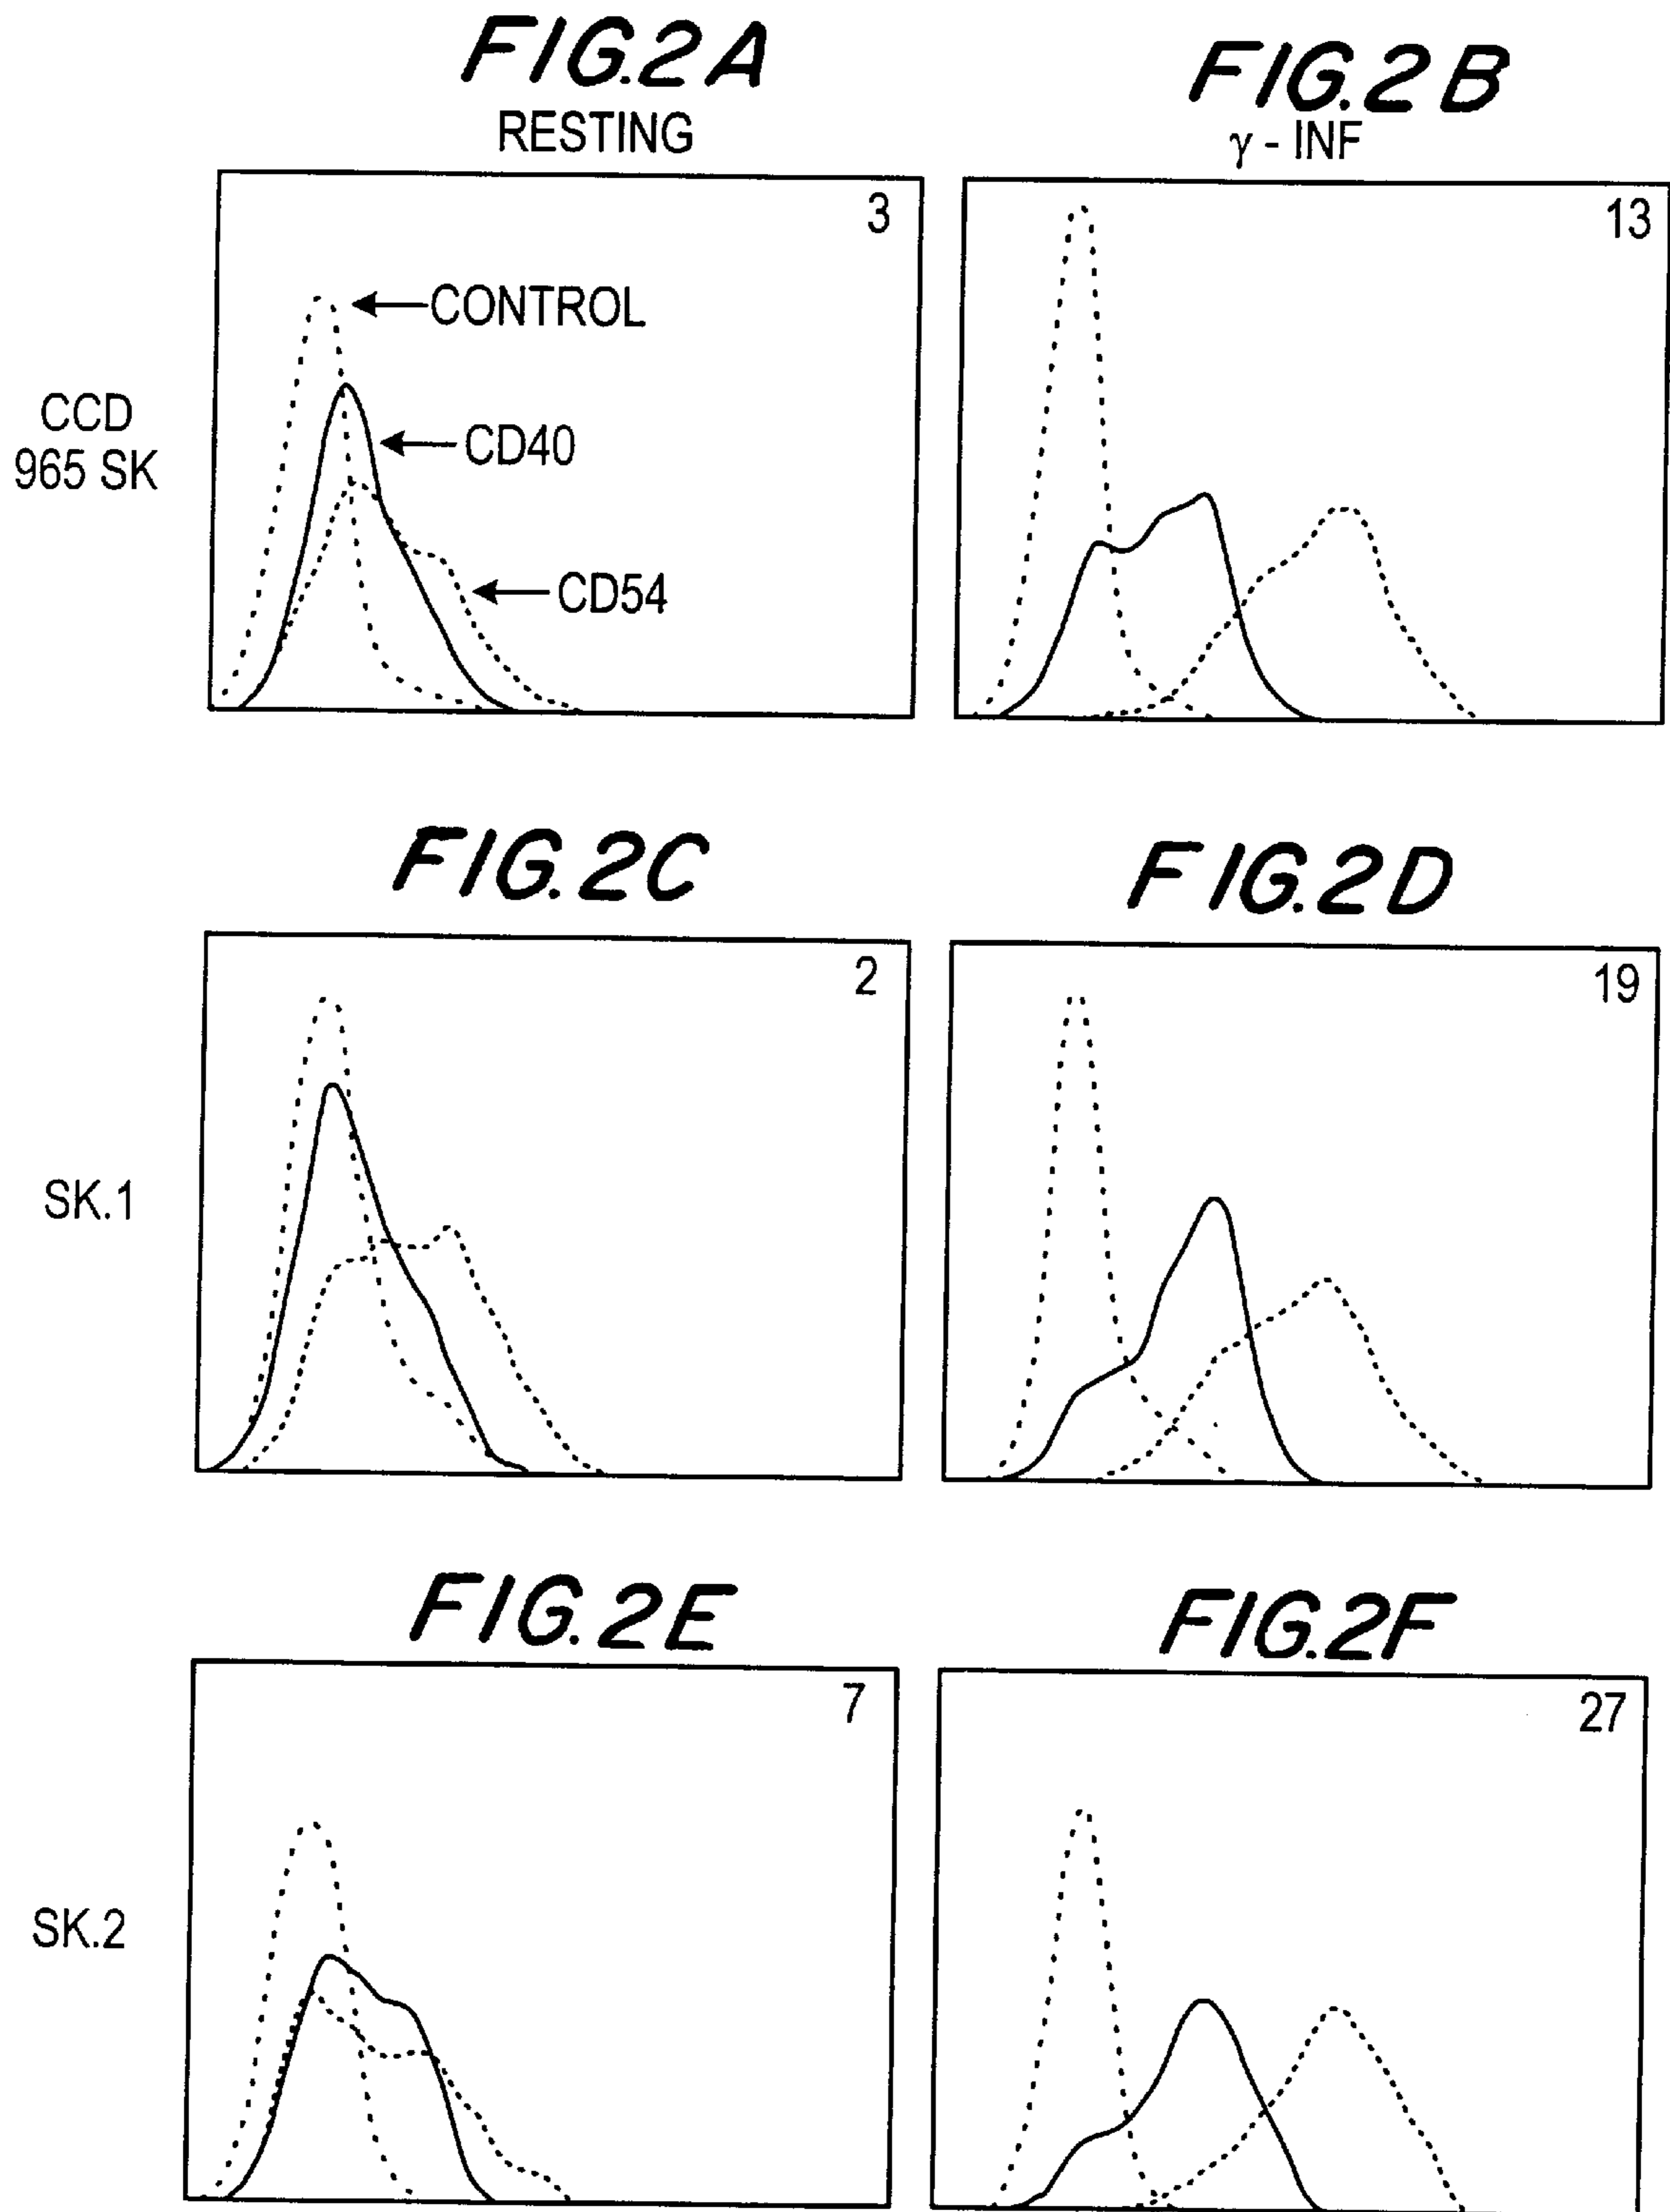 FIG.2A
RESTING
FIG.2B
γ - INF
3
13
CONTROL
CCD
965 SK
CD40
CD54
FIG.2C
FIG.2D
2
19
SK.1
FIG.2E
FIG.2F
7
27
SK.2